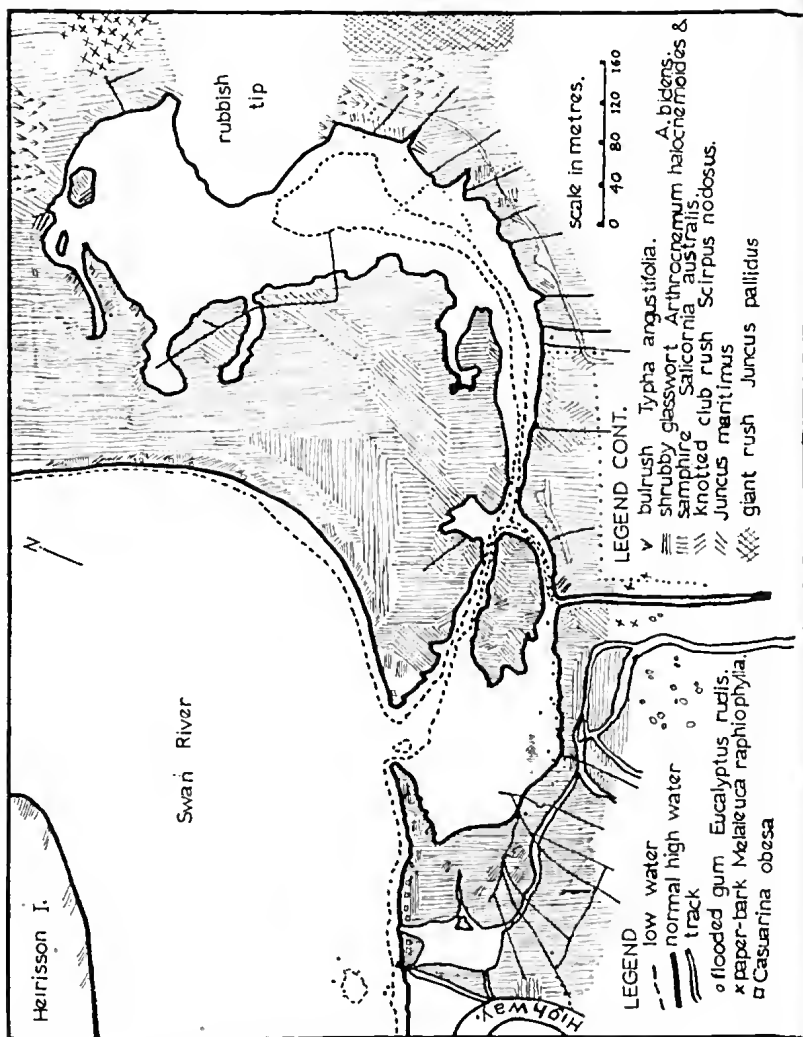 Heirisson I.
N
Swan River
rubbish
tip
Highway.
scale in metres.
0 40 80 120 160
LEGEND
low water
normal high water
track
flooded gum Eucalyptus rudis.
paper-bark Melaleuca raphiophylla.
Casuarina obesa
LEGEND CONT.
bulrush Typha angustifolia.
shrubby glasswort Arthrocnemum halocnemoides &
A. bidens.
samphire Salicornia australis.
knotted club rush Scirpus nodosus.
Juncus maritimus
giant rush Juncus pallidus